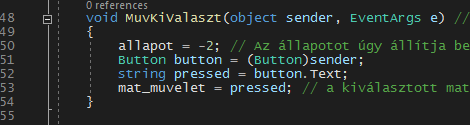 0 references
48 void MuvKiValaszt(object sender, EventArgs e) //
49 {
50 allapot = -2; // Az állapotot úgy állítja be
51 Button button = (Button)sender;
52 string pressed = button.Text;
53 mat_muvelet = pressed; // a kiválasztott mat
54 }
55